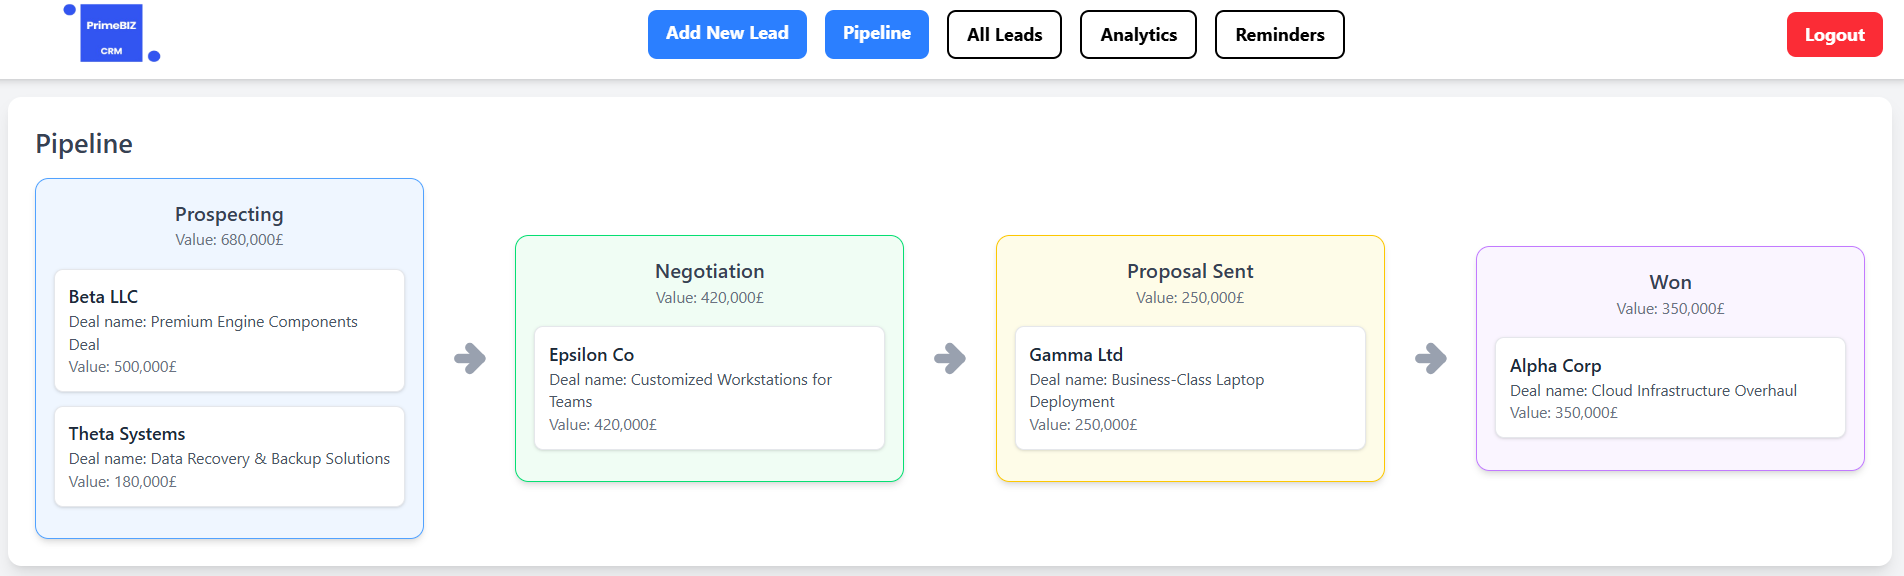 PrimeBIZ
CRM
Add New Lead
Pipeline
All Leads
Analytics
Reminders
Logout
Pipeline
Prospecting
Value: 680,000£
Beta LLC
Deal name: Premium Engine Components
Deal
Value: 500,000£
Theta Systems
Deal name: Data Recovery & Backup Solutions
Value: 180,000£
Negotiation
Value: 420,000£
Epsilon Co
Deal name: Customized Workstations for
Teams
Value: 420,000£
Proposal Sent
Value: 250,000£
Gamma Ltd
Deal name: Business-Class Laptop
Deployment
Value: 250,000£
Won
Value: 350,000£
Alpha Corp
Deal name: Cloud Infrastructure Overhaul
Value: 350,000£